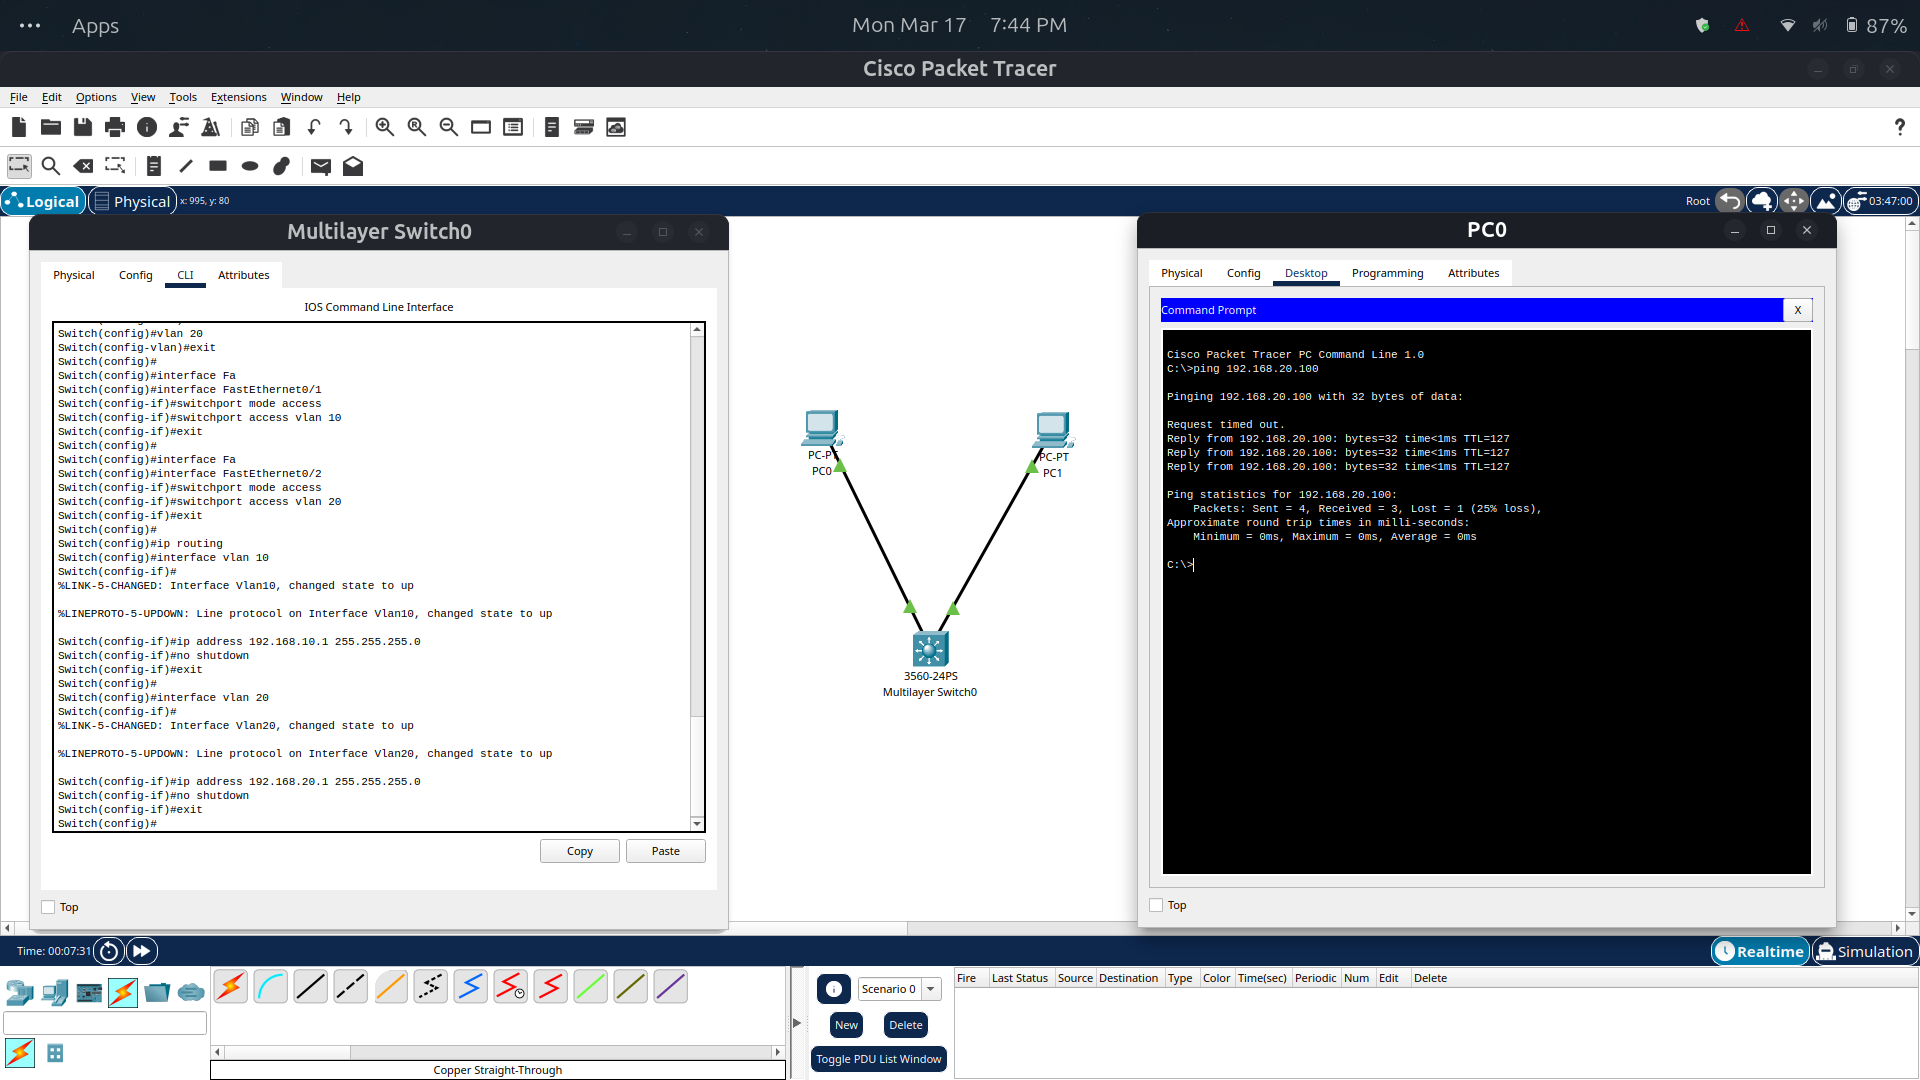 Apps
Mon Mar 17 7:44 PM
87%
Cisco Packet Tracer
File Edit Options View Tools Extensions Window Help
?
Logical Physical x: 995, y: 80
Root 03:47:00
Multilayer Switch0
Physical Config CLI Attributes
IOS Command Line Interface
Switch(config)#vlan 20
Switch(config-vlan)#exit
Switch(config)#
Switch(config)#interface Fa
Switch(config)#interface FastEthernet0/1
Switch(config-if)#switchport mode access
Switch(config-if)#switchport access vlan 10
Switch(config-if)#exit
Switch(config)#
Switch(config)#interface Fa
Switch(config)#interface FastEthernet0/2
Switch(config-if)#switchport mode access
Switch(config-if)#switchport access vlan 20
Switch(config-if)#exit
Switch(config)#
Switch(config)#ip routing
Switch(config)#interface vlan 10
Switch(config-if)#
%LINK-5-CHANGED: Interface Vlan10, changed state to up
%LINEPROTO-5-UPDOWN: Line protocol on Interface Vlan10, changed state to up
Switch(config-if)#ip address 192.168.10.1 255.255.255.0
Switch(config-if)#no shutdown
Switch(config-if)#exit
Switch(config)#
Switch(config)#interface vlan 20
Switch(config-if)#
%LINK-5-CHANGED: Interface Vlan20, changed state to up
%LINEPROTO-5-UPDOWN: Line protocol on Interface Vlan20, changed state to up
Switch(config-if)#ip address 192.168.20.1 255.255.255.0
Switch(config-if)#no shutdown
Switch(config-if)#exit
Switch(config)#
Copy Paste
Top
PC-PT
PC0
PC-PT
PC1
3560-24PS
Multilayer Switch0
PC0
Physical Config Desktop Programming Attributes
Command Prompt X
Cisco Packet Tracer PC Command Line 1.0
C:\>ping 192.168.20.100
Pinging 192.168.20.100 with 32 bytes of data:
Request timed out.
Reply from 192.168.20.100: bytes=32 time<1ms TTL=127
Reply from 192.168.20.100: bytes=32 time<1ms TTL=127
Reply from 192.168.20.100: bytes=32 time<1ms TTL=127
Ping statistics for 192.168.20.100:
Packets: Sent = 4, Received = 3, Lost = 1 (25% loss),
Approximate round trip times in milli-seconds:
Minimum = 0ms, Maximum = 0ms, Average = 0ms
C:\>
Top
Time: 00:07:31
Realtime Simulation
Scenario 0
New Delete
Toggle PDU List Window
Fire Last Status Source Destination Type Color Time(sec) Periodic Num Edit Delete
Copper Straight-Through